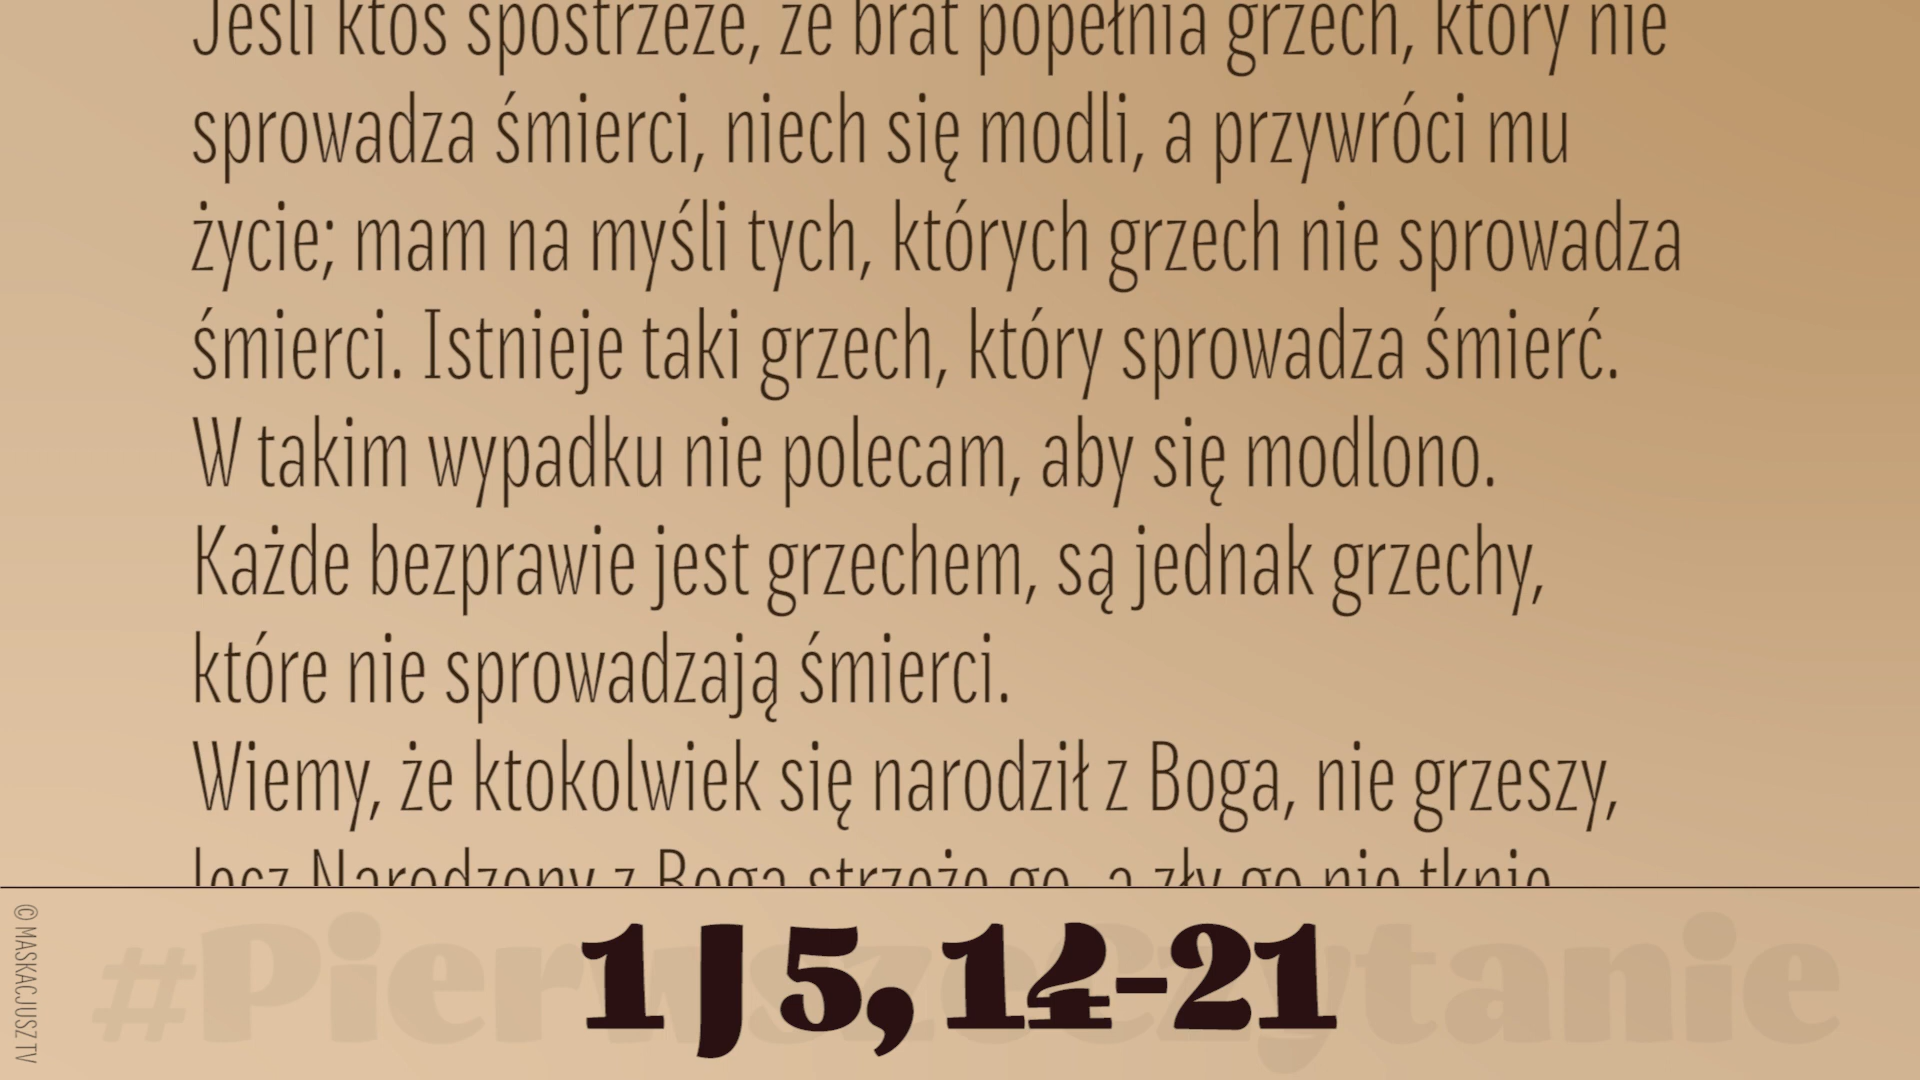 Jeśli ktoś spostrzeże, że brat popełnia grzech, który nie
sprowadza śmierci, niech się modli, a przywróci mu
życie; mam na myśli tych, których grzech nie sprowadza
śmierci. Istnieje taki grzech, który sprowadza śmierć.
W takim wypadku nie polecam, aby się modlono.
Każde bezprawie jest grzechem, są jednak grzechy,
które nie sprowadzają śmierci.
Wiemy, że ktokolwiek się narodził z Boga, nie grzeszy,
lecz Narodzony z Boga strzeże go, a zły go nie tknie.
#PierwszeCzytanie
1 J 5, 14-21
© MASKACJUSZ TV